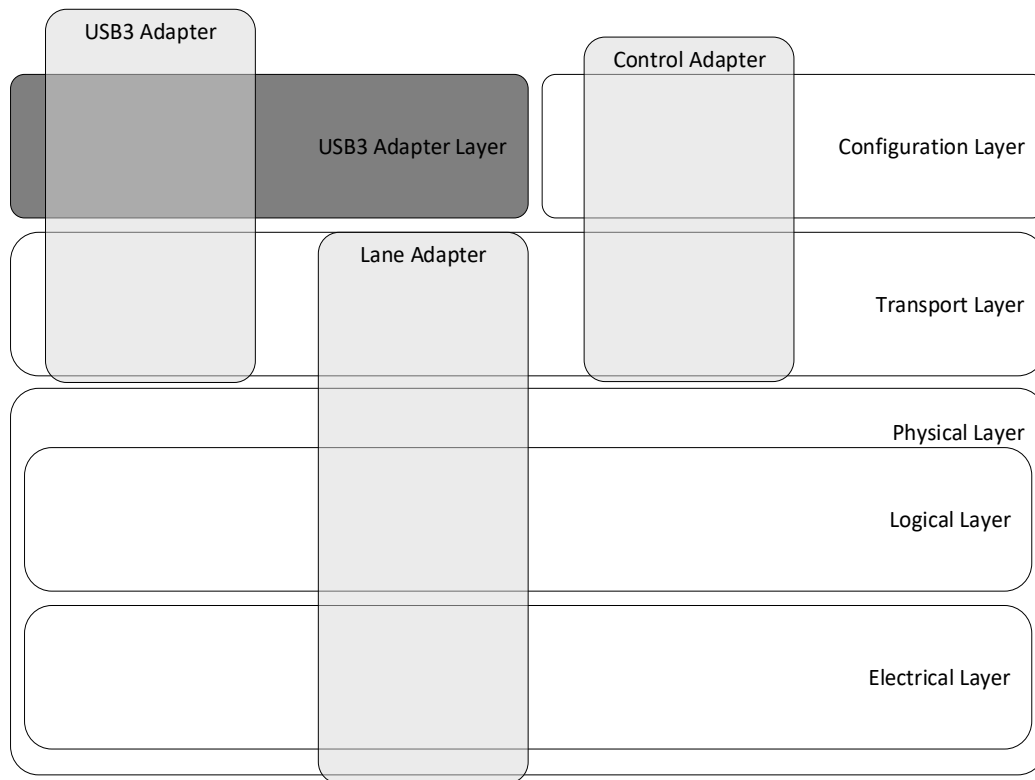 USB3 Adapter
Control Adapter
USB3 Adapter Layer
Configuration Layer
Lane Adapter
Transport Layer
Physical Layer
Logical Layer
Electrical Layer